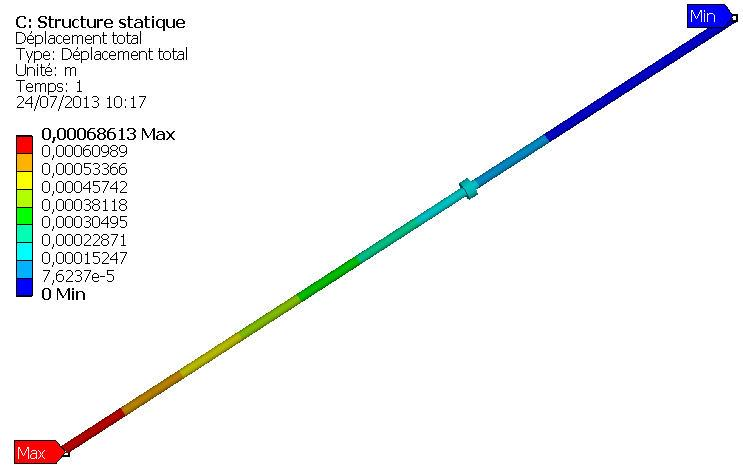 C: Structure statique
Déplacement total
Type: Déplacement total
Unité: m
Temps: 1
24/07/2013 10:17
0,00068613 Max
0,00060989
0,00053366
0,00045742
0,00038118
0,00030495
0,00022871
0,00015247
7,6237e-5
0 Min
Min
Max